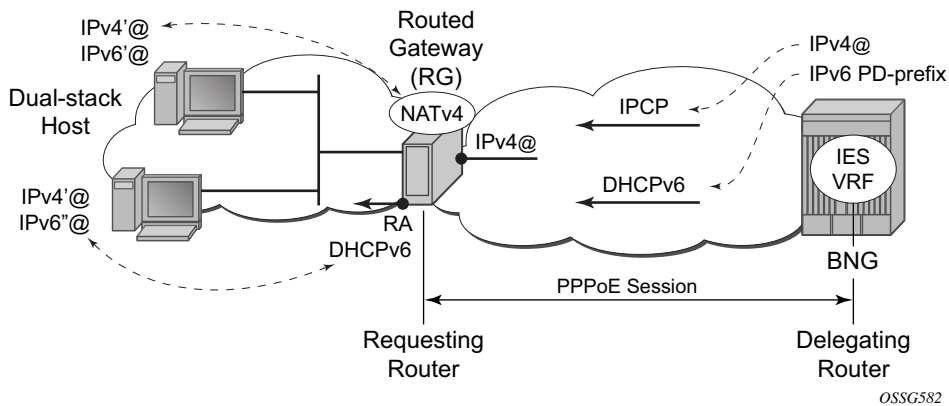 IPv4'@
IPv6'@
Dual-stack
Host
IPv4'@
IPv6"@
Routed
Gateway
(RG)
NATv4
IPv4@
RA
DHCPv6
IPCP
DHCPv6
IPv4@
IPv6 PD-prefix
IES
VRF
BNG
PPPoE Session
Requesting
Router
Delegating
Router
OSSG582